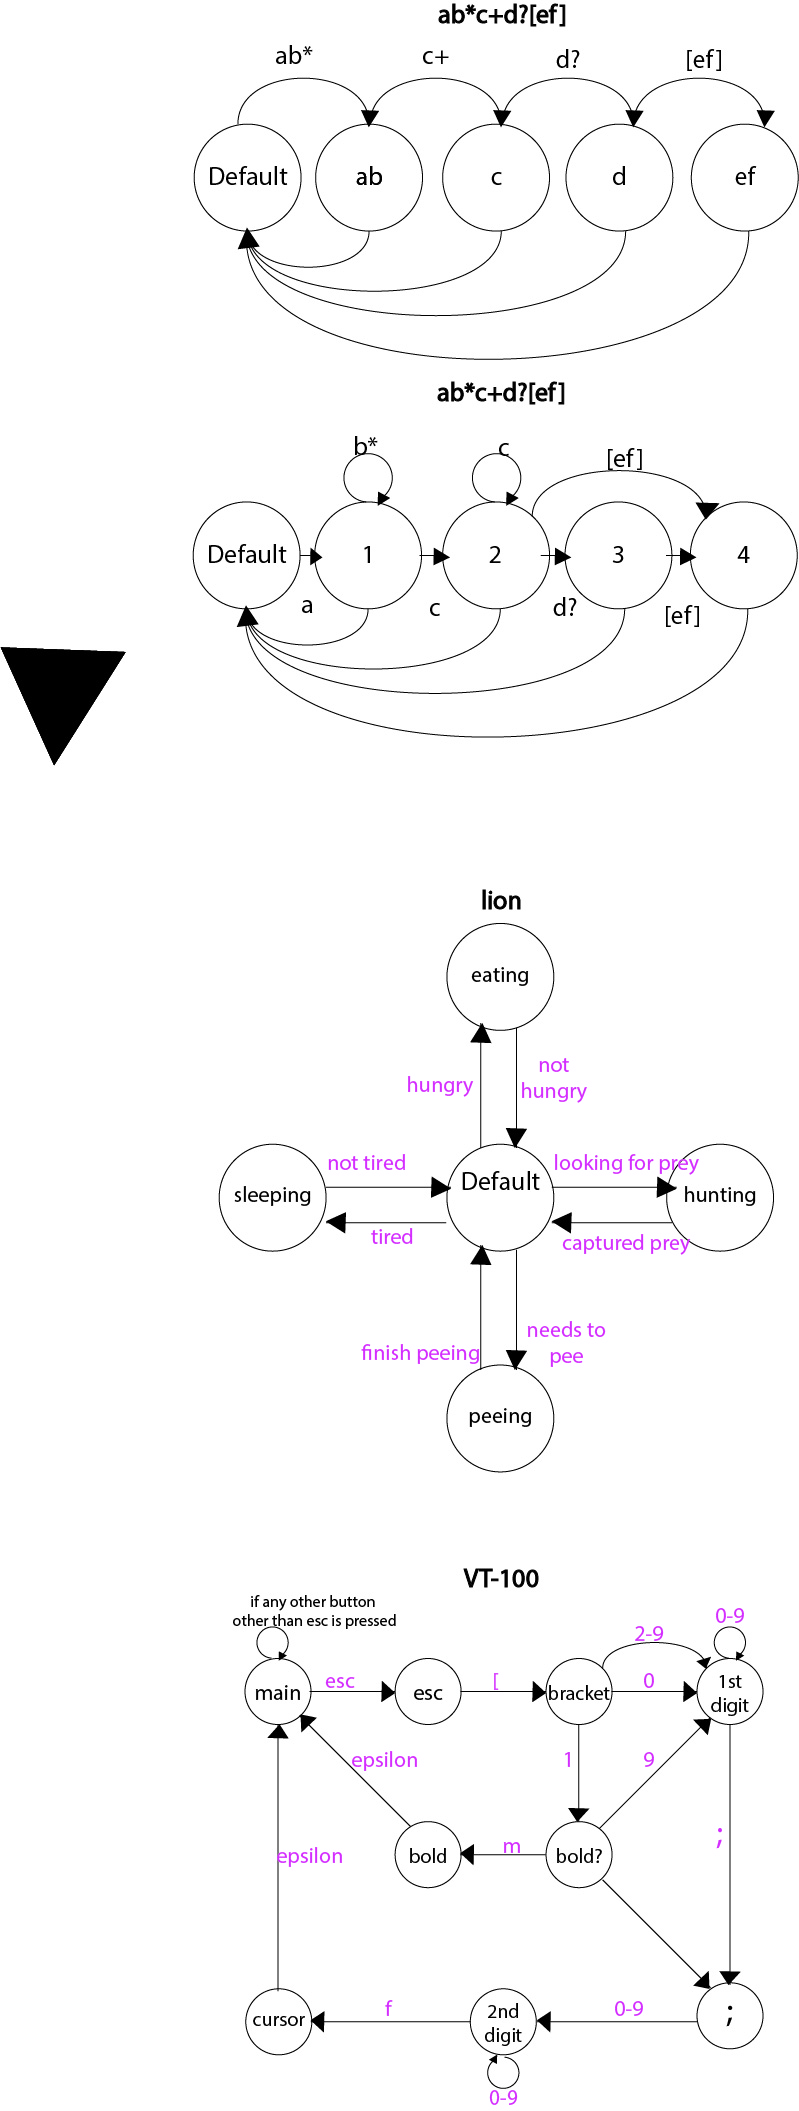 ab*c+d?[ef]
ab*
c+
d?
[ef]
Default
ab
c
d
ef
ab*c+d?[ef]
b*
c
[ef]
Default
1
2
3
4
a
c
d?
[ef]
lion
eating
hungry
not
hungry
not tired
looking for prey
sleeping
Default
hunting
tired
captured prey
finish peeing
needs to
pee
peeing
VT-100
if any other button
other than esc is pressed
2-9
0-9
main
esc
esc
[
bracket
0
1st
digit
epsilon
1
9
;
bold
m
bold?
epsilon
cursor
f
2nd
digit
0-9
;
0-9